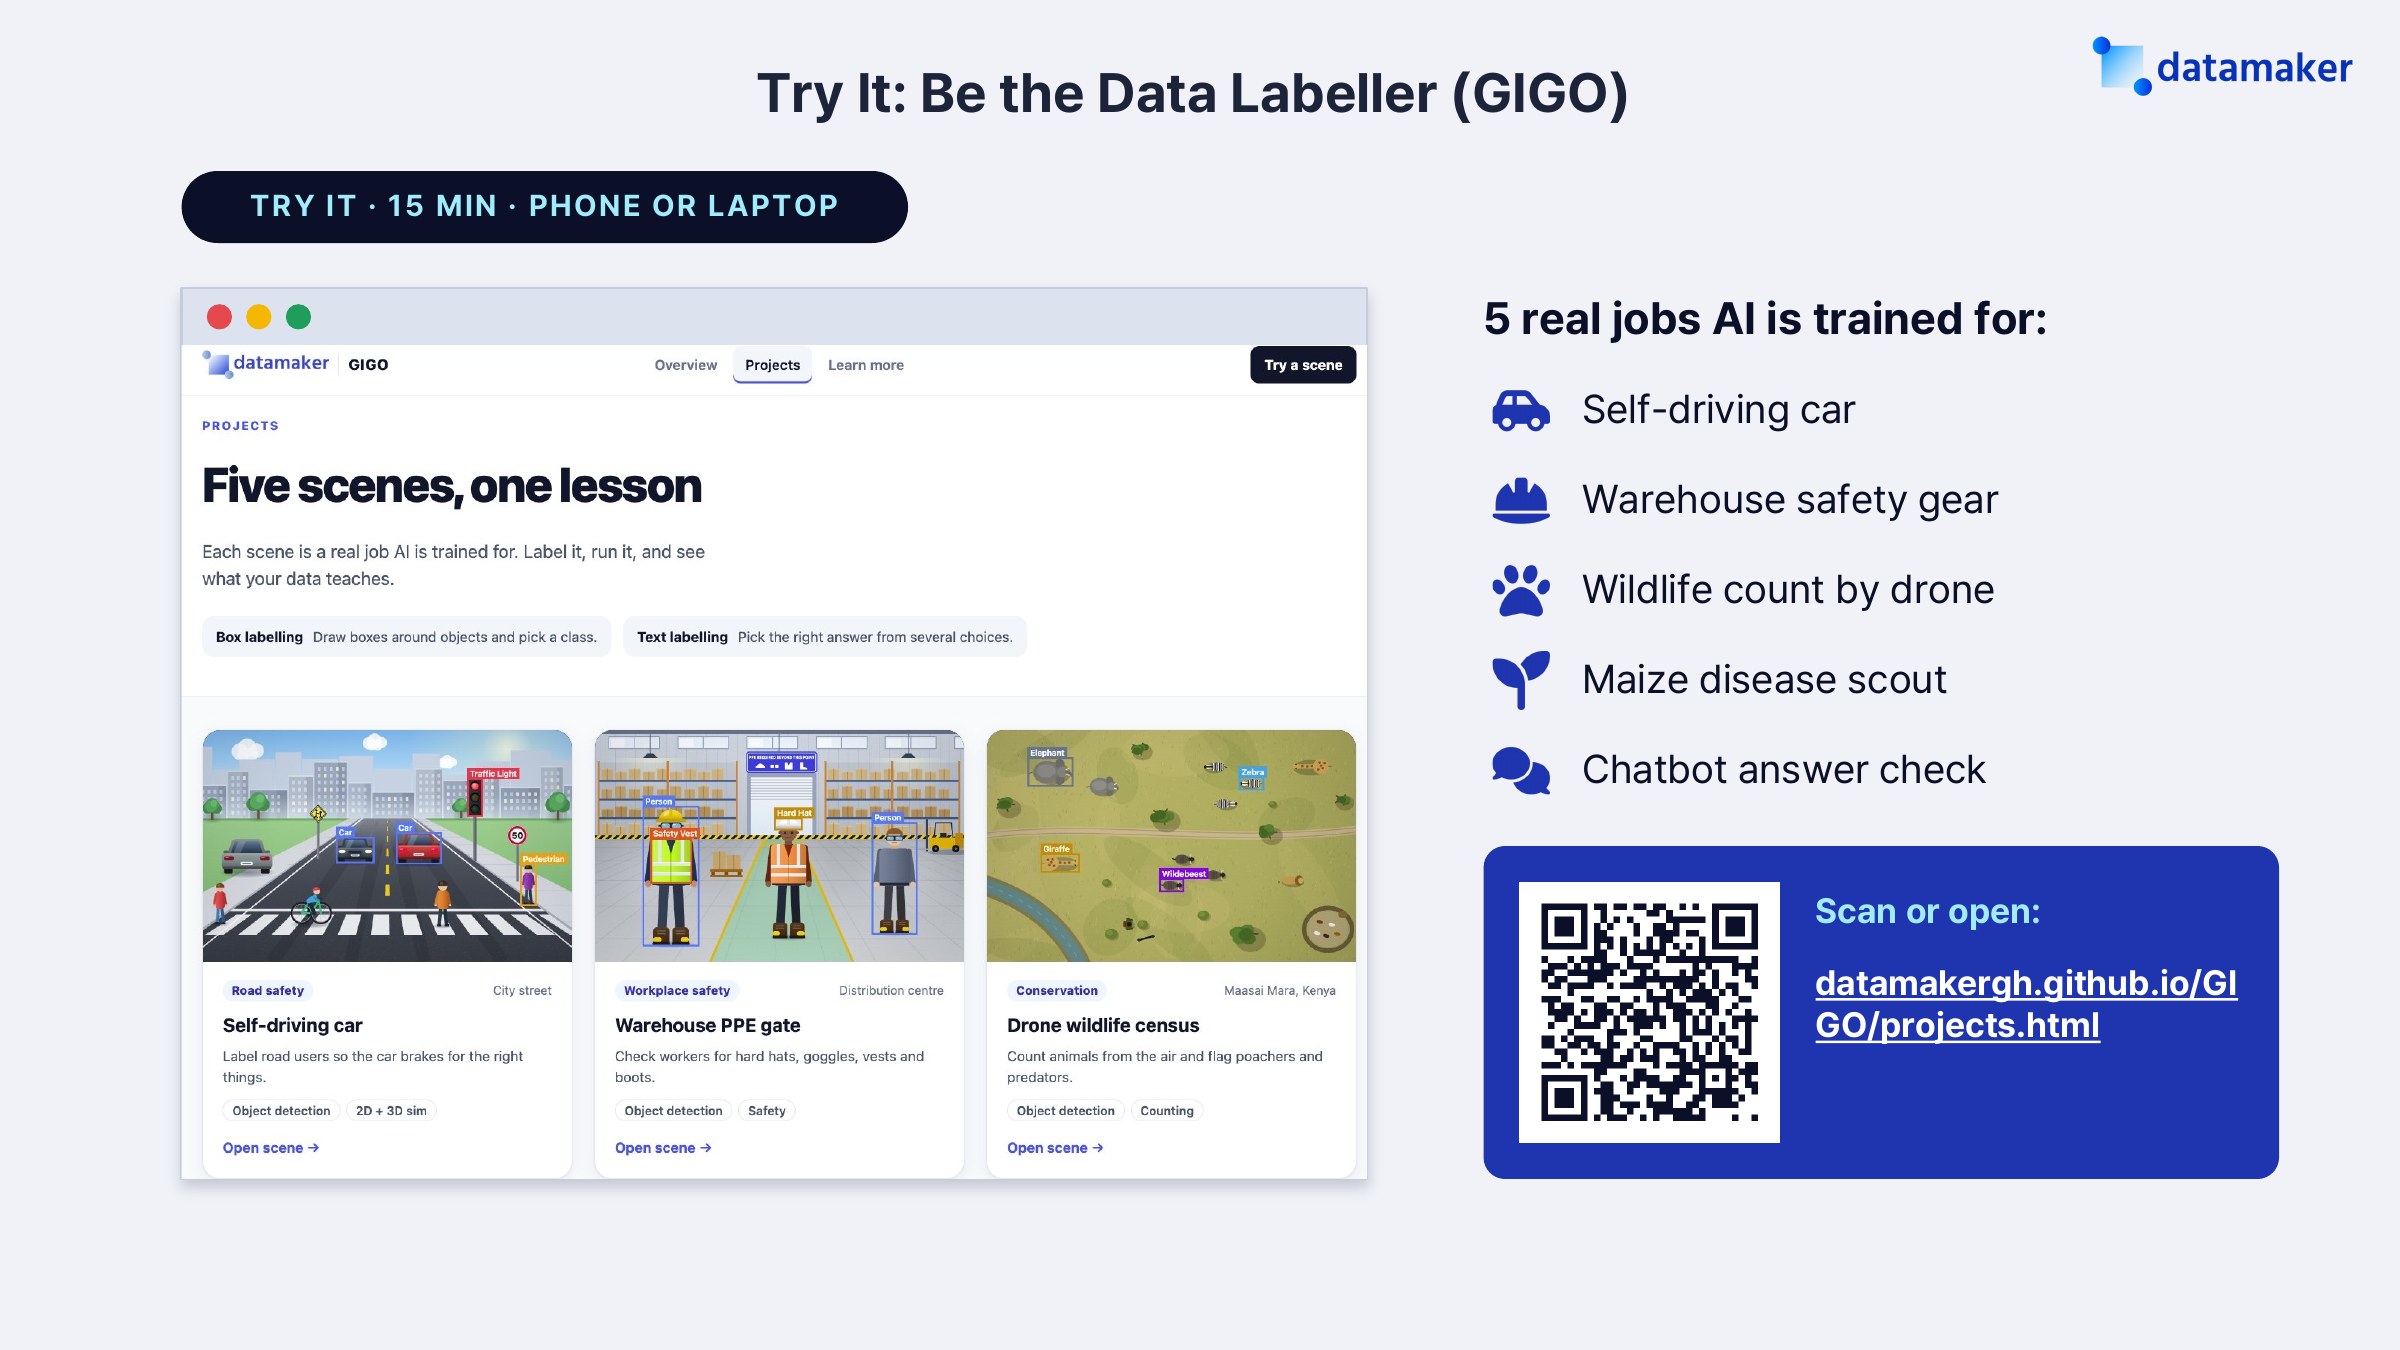 datamaker
Try It: Be the Data Labeller (GIGO)
TRY IT · 15 MIN · PHONE OR LAPTOP
datamaker GIGO
Overview Projects Learn more
Try a scene
PROJECTS
Five scenes, one lesson
Each scene is a real job AI is trained for. Label it, run it, and see
what your data teaches.
Box labelling Draw boxes around objects and pick a class.
Text labelling Pick the right answer from several choices.
Traffic Light
Car
Car
50
Pedestrian
Person
Hard Hat
Person
Safety Vest
Elephant
Zebra
Giraffe
Wildebeest
Road safety City street
Self-driving car
Label road users so the car brakes for the right
things.
Object detection 2D + 3D sim
Open scene →
Workplace safety Distribution centre
Warehouse PPE gate
Check workers for hard hats, goggles, vests and
boots.
Object detection Safety
Open scene →
Conservation Maasai Mara, Kenya
Drone wildlife census
Count animals from the air and flag poachers and
predators.
Object detection Counting
Open scene →
5 real jobs AI is trained for:
Self-driving car
Warehouse safety gear
Wildlife count by drone
Maize disease scout
Chatbot answer check
Scan or open:
datamakergh.github.io/GI
GO/projects.html